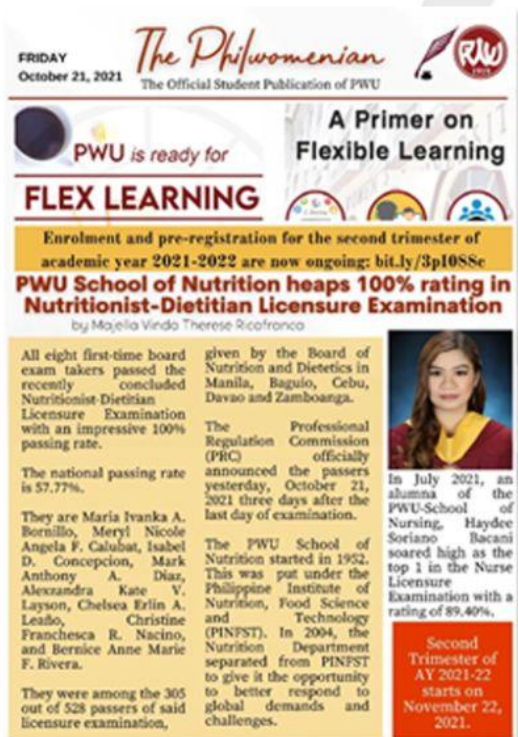 FRIDAY
October 21, 2021
The Philwomenian
The Official Student Publication of PWU
PWU is ready for
FLEX LEARNING
A Primer on
Flexible Learning
Enrolment and pre-registration for the second trimester of
academic year 2021-2022 are now ongoing: bit.ly/3pI08Sc
PWU School of Nutrition heaps 100% rating in
Nutritionist-Dietitian Licensure Examination
by Majella Vinda Therese Ricafranca
All eight first-time board
exam takers passed the
recently concluded
Nutritionist-Dietitian
Licensure Examination
with an impressive 100%
passing rate.
The national passing rate
is 57.77%.
They are Maria Ivanka A.
Bornillo, Meryl Nicole
Angela F. Calubat, Isabel
D. Concepcion, Mark
Anthony A. Diaz,
Alexzandra Kate V.
Layson, Chelsea Erlin A.
Leaño, Christine
Franchesca R. Nacino,
and Bernice Anne Marie
F. Rivera.
They were among the 305
out of 528 passers of said
licensure examination,
given by the Board of
Nutrition and Dietetics in
Manila, Baguio, Cebu,
Davao and Zamboanga.
The Professional
Regulation Commission
(PRC) officially
announced the passers
yesterday, October 21,
2021 three days after the
last day of examination.
The PWU School of
Nutrition started in 1952.
This was put under the
Philippine Institute of
Nutrition, Food Science
and Technology
(PINFST). In 2004, the
Nutrition Department
separated from PINFST
to give it the opportunity
to better respond to
global demands and
challenges.
In July 2021, an
alumna of the
PWU-School of
Nursing, Haydee
Soriano Bacani
soared high as the
top 1 in the Nurse
Licensure
Examination with a
rating of 89.40%.
Second
Trimester of
AY 2021-22
starts on
November 22,
2021.